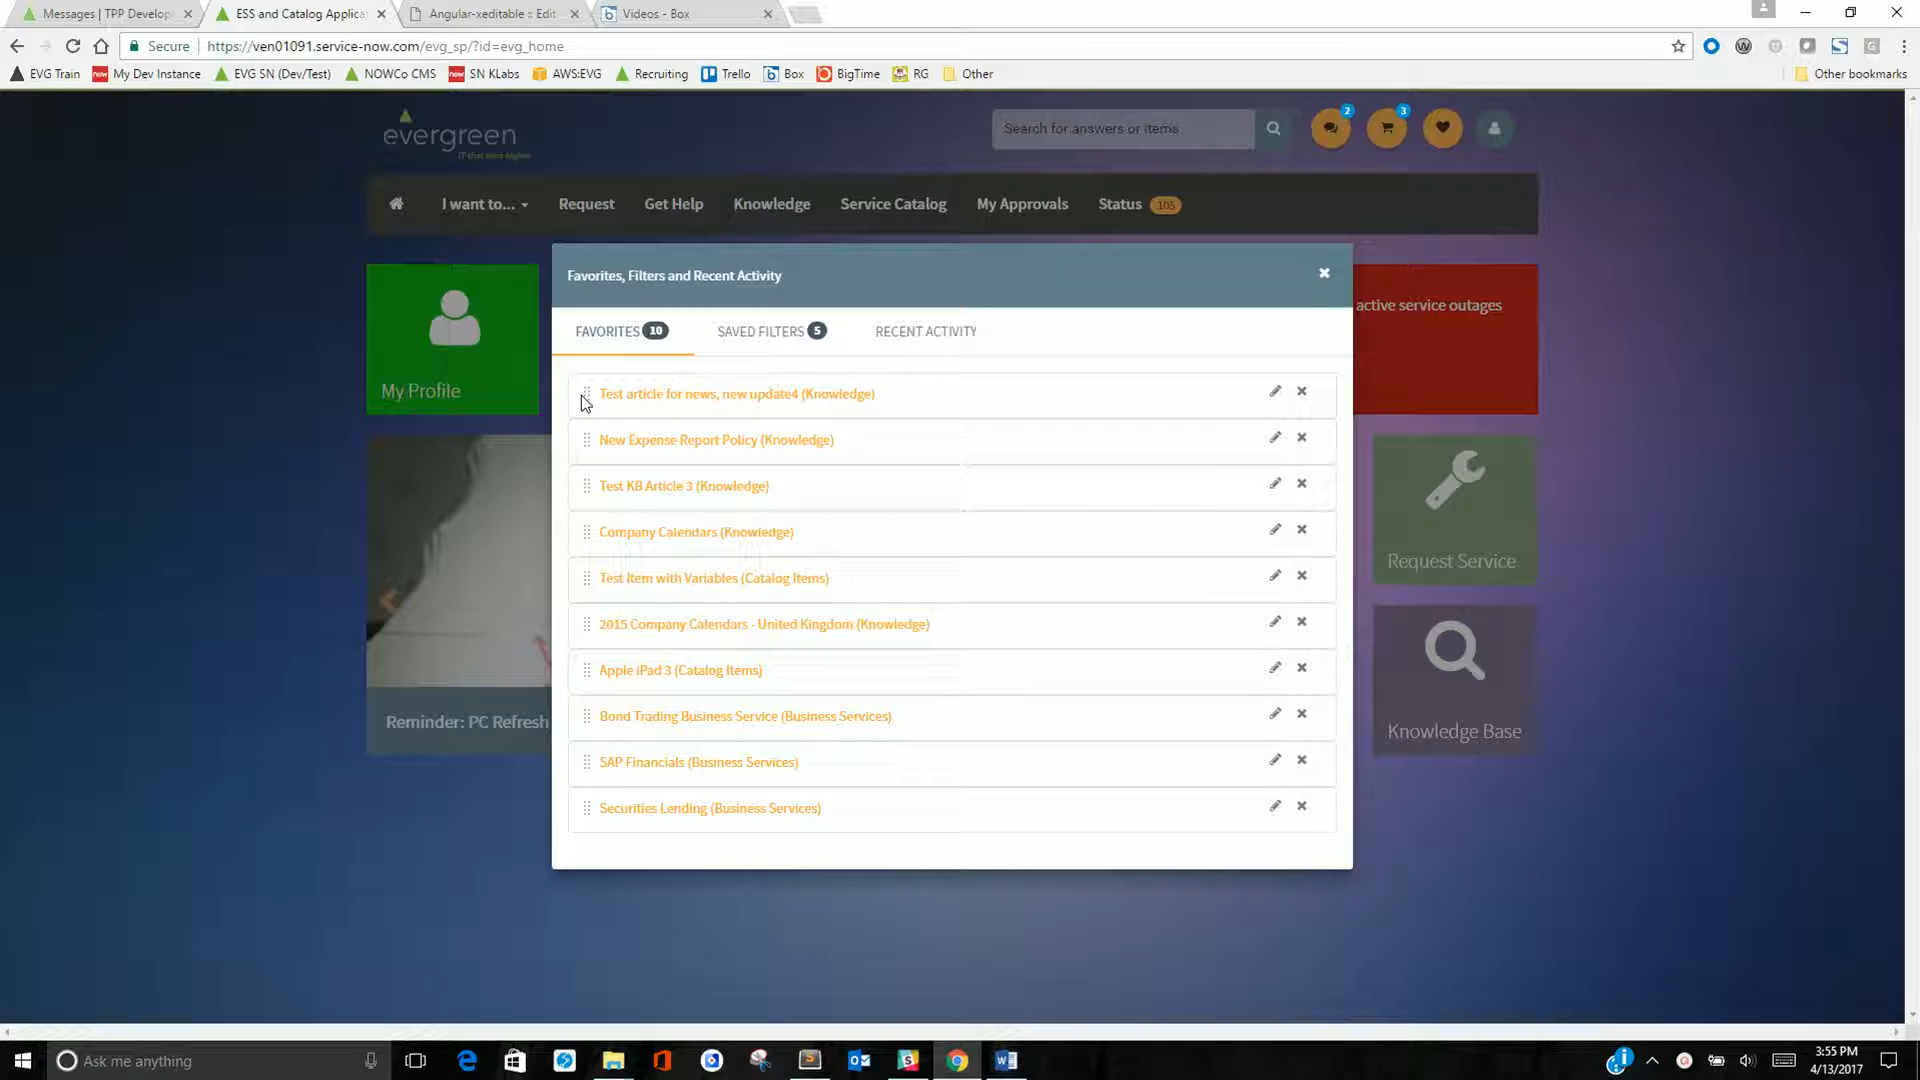 Messages | TPP Develop
ESS and Catalog Applica
Angular-xeditable :: Edit
Videos - Box
Secure
https://ven01091.service-now.com/evg_sp/?id=evg_home
EVG Train
My Dev Instance
EVG SN (Dev/Test)
NOWCo CMS
SN KLabs
AWS:EVG
Recruiting
Trello
Box
BigTime
RG
Other
Other bookmarks
evergreen
Search for answers or items
2
3
I want to...
Request
Get Help
Knowledge
Service Catalog
My Approvals
Status 105
Favorites, Filters and Recent Activity
FAVORITES 10
SAVED FILTERS 5
RECENT ACTIVITY
active service outages
My Profile
Test article for news, new update4 (Knowledge)
New Expense Report Policy (Knowledge)
Test KB Article 3 (Knowledge)
Company Calendars (Knowledge)
Test Item with Variables (Catalog Items)
2015 Company Calendars - United Kingdom (Knowledge)
Apple iPad 3 (Catalog Items)
Bond Trading Business Service (Business Services)
SAP Financials (Business Services)
Securities Lending (Business Services)
Request Service
Reminder: PC Refresh
Knowledge Base
Ask me anything
3:55 PM
4/13/2017